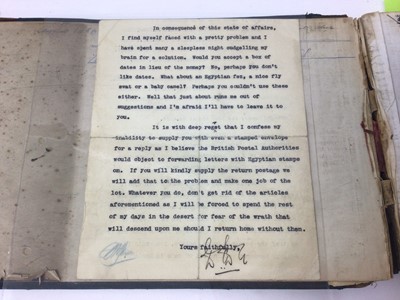 In consequence of this state of affairs,
I find myself faced with a pretty problem and I
have spent many a sleepless night cudgelling my
brain for a solution. Would you accept a box of
dates in lieu of the money? No, perhaps you don't
like dates. What about an Egyptian fez, a nice fly
swat or a baby camel? Perhaps you couldn't use these
either. Well that just about runs me out of
suggestions and I'm afraid I'll have to leave it to
you.
It is with deep regret that I confess my
inability to supply you with even a stamped envelope
for a reply as I believe the British Postal Authorities
would object to forwarding letters with Egyptian stamps
on. If you will kindly supply the return postage we
will add that to the problem and make one job of the
lot. Whatever you do, don't get rid of the articles
aforementioned as I will be forced to spend the rest
of my days in the desert for fear of the wrath that
will descend upon me should I return home without them.
Yours faithfully,